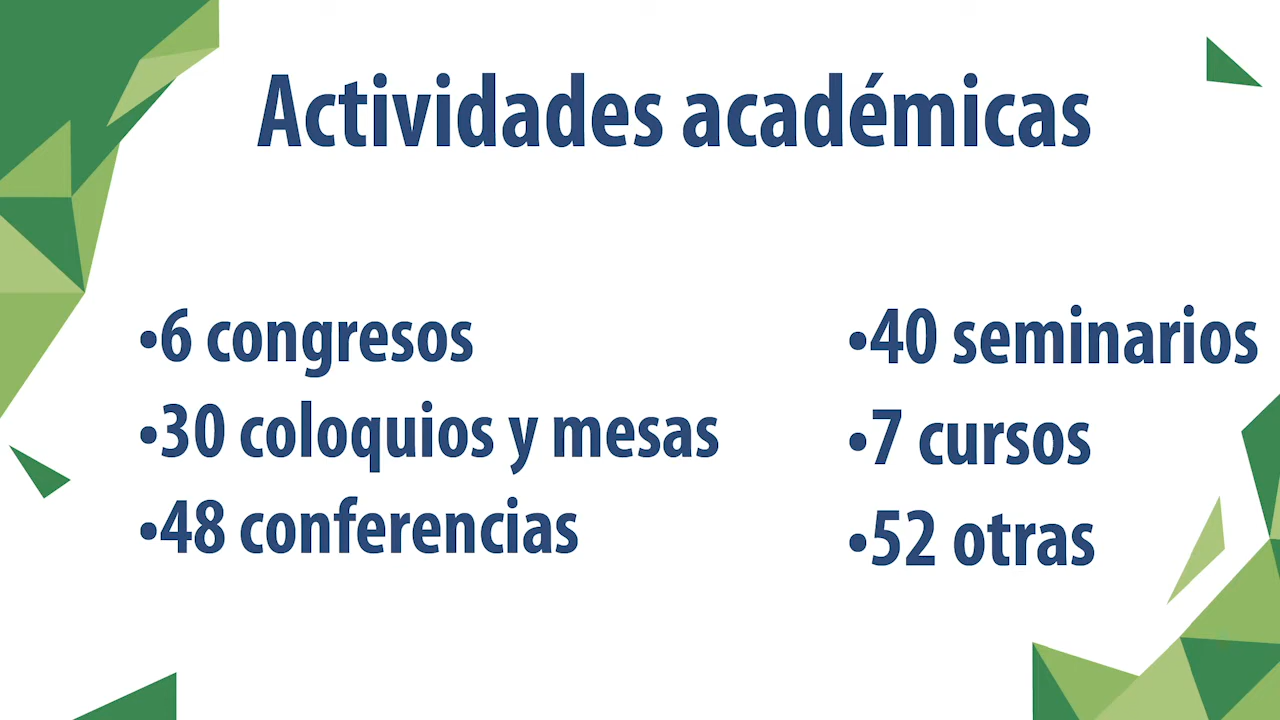 Actividades académicas
•6 congresos
•30 coloquios y mesas
•48 conferencias
•40 seminarios
•7 cursos
•52 otras